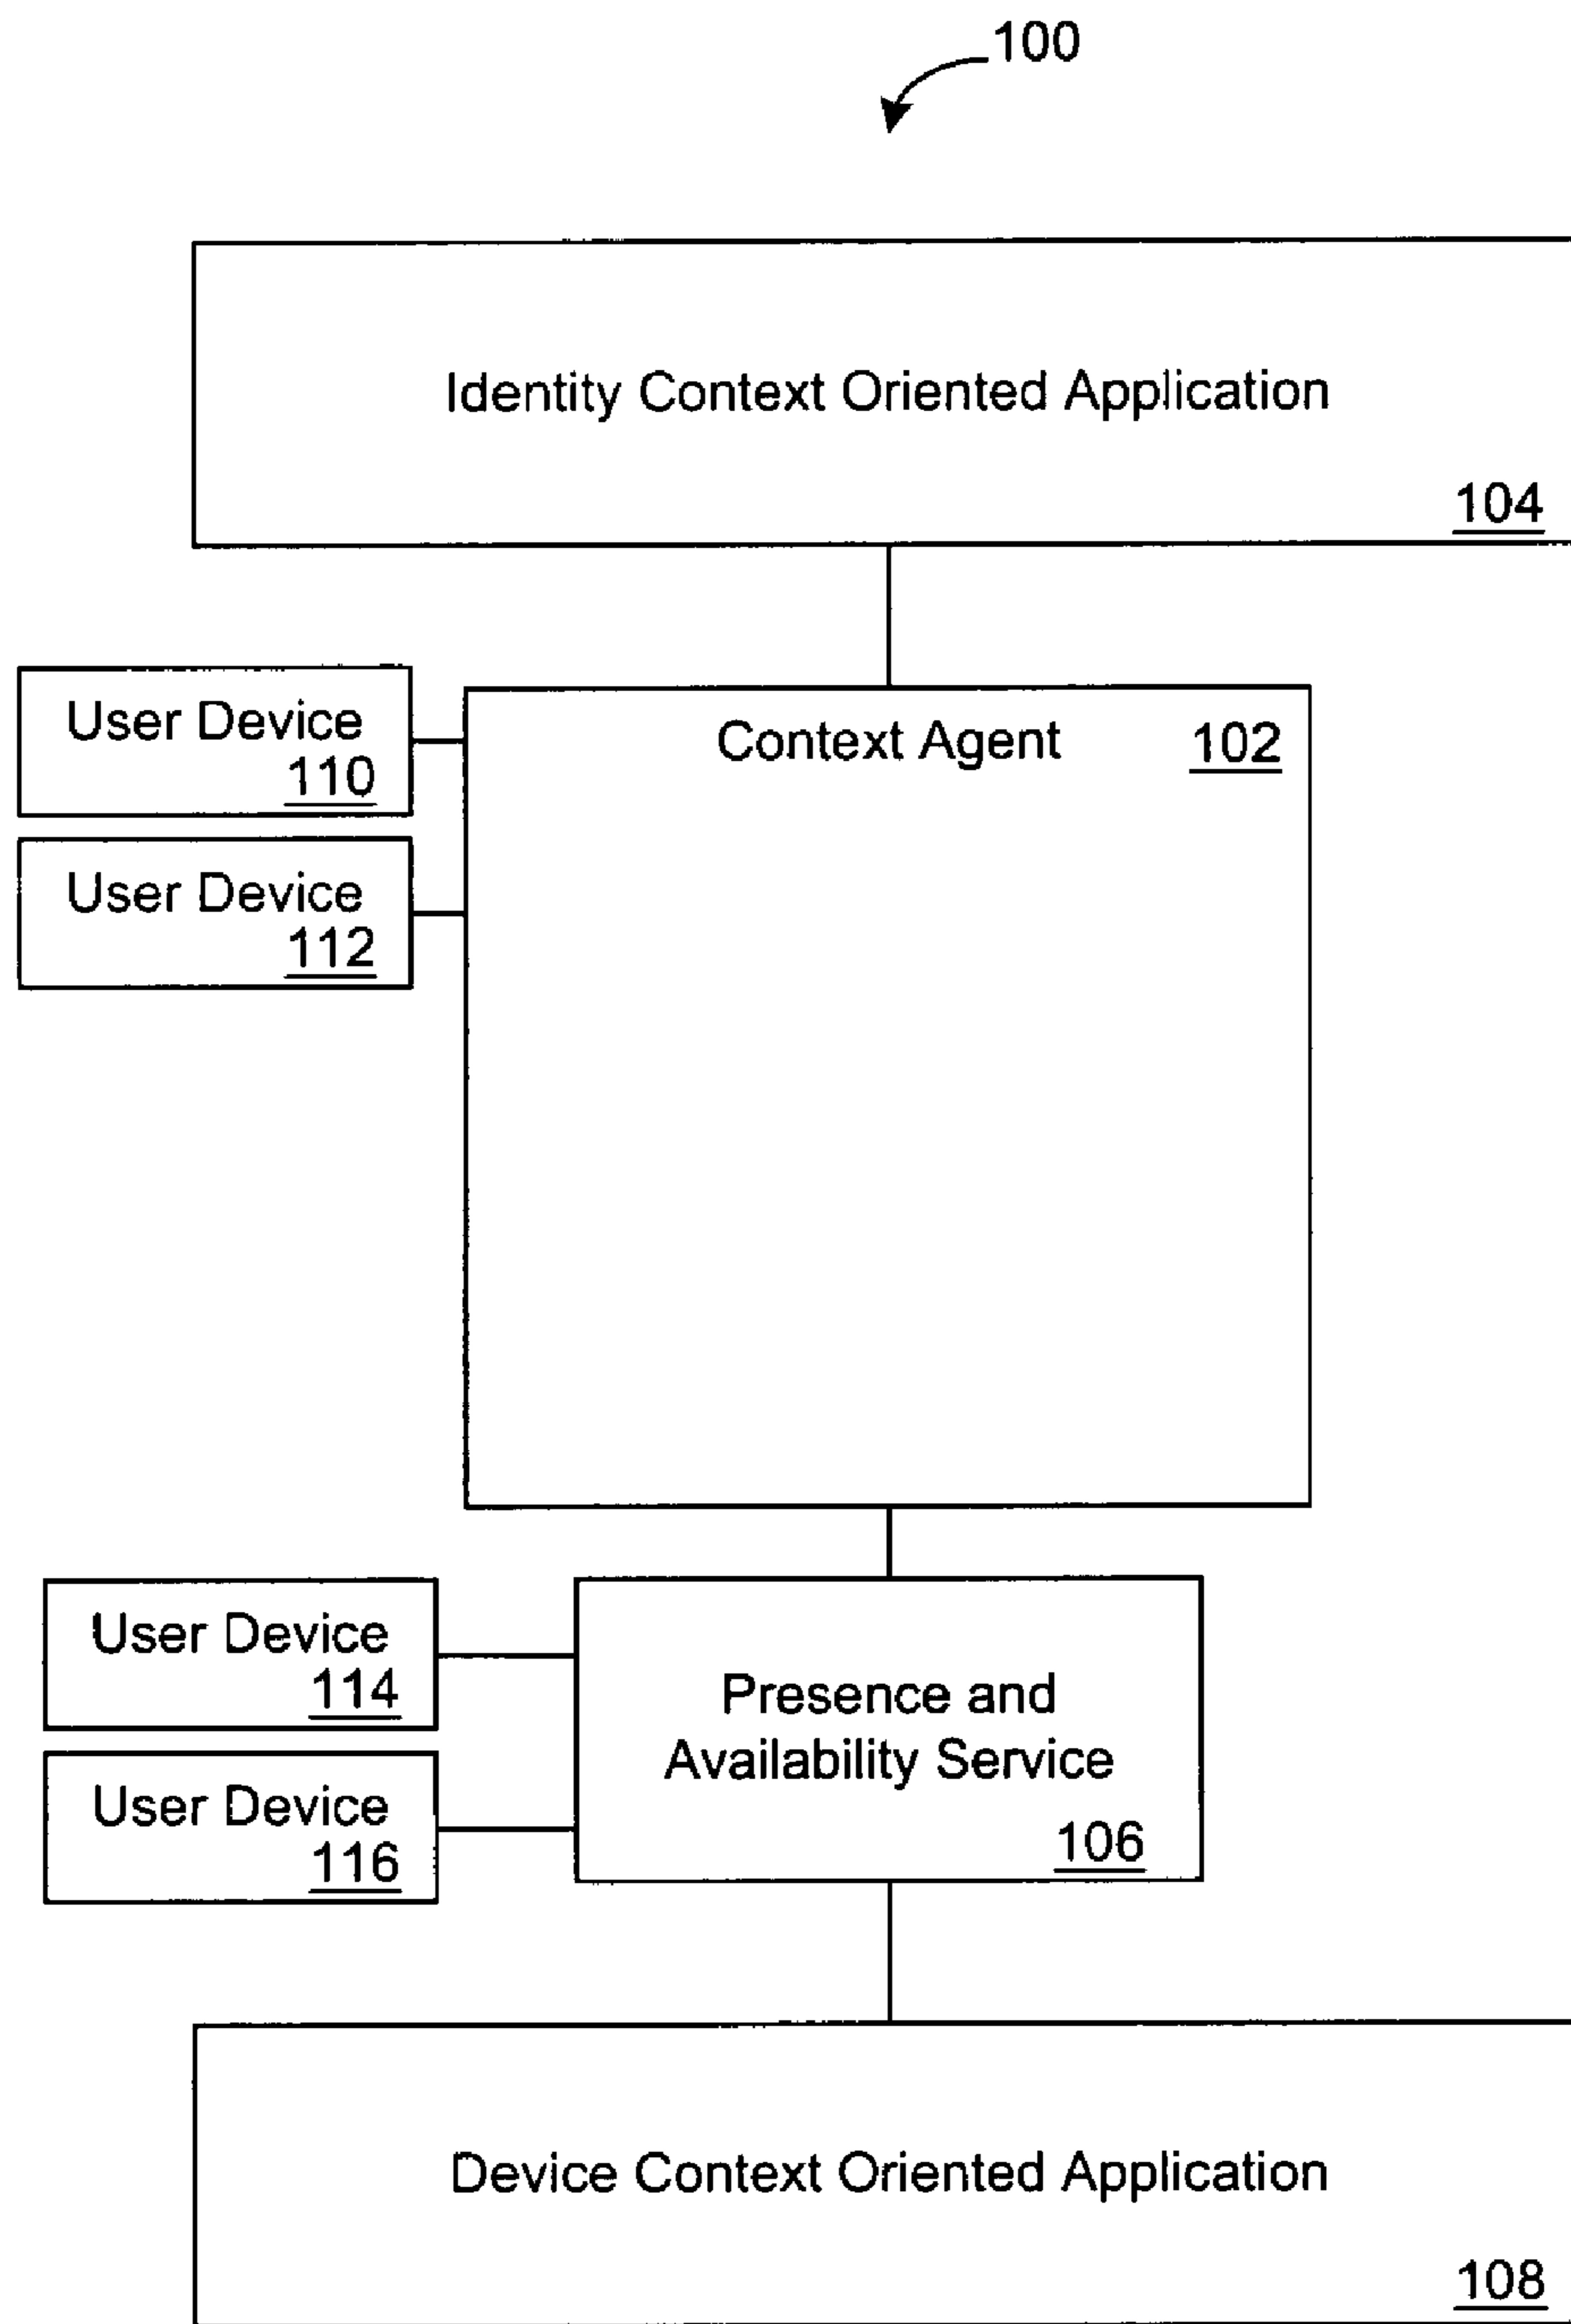 100
Identity Context Oriented Application
104
User Device
110
Context Agent 102
User Device
112
User Device
114
Presence and
Availability Service
106
User Device
116
Device Context Oriented Application
108